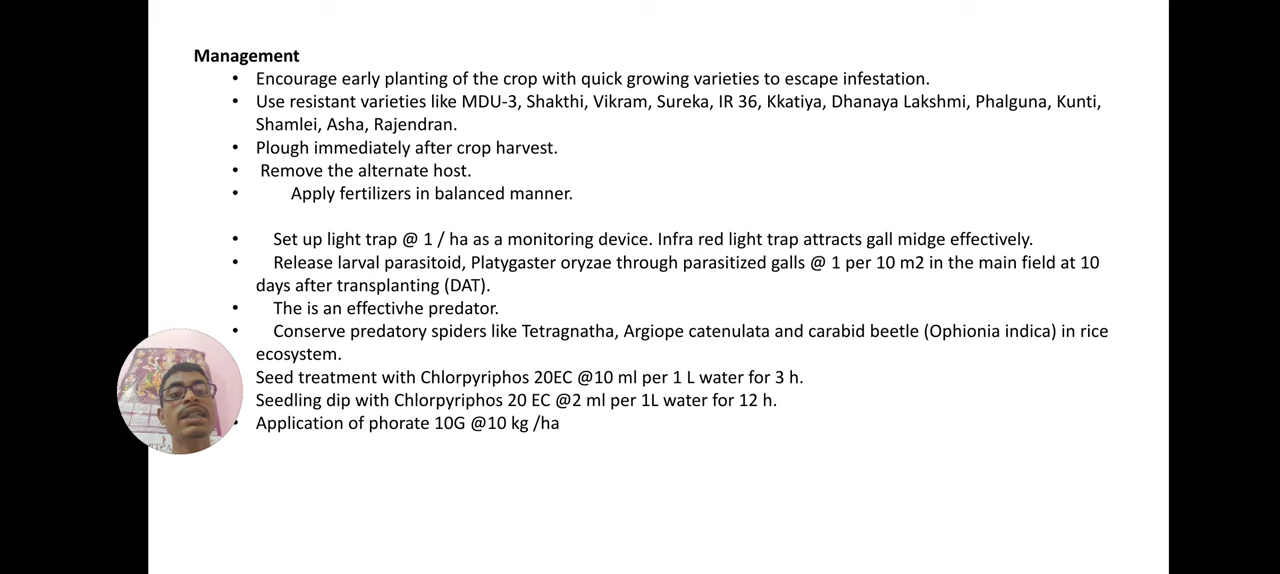 Management
• Encourage early planting of the crop with quick growing varieties to escape infestation.
• Use resistant varieties like MDU-3, Shakthi, Vikram, Sureka, IR 36, Kkatiya, Dhanaya Lakshmi, Phalguna, Kunti,
Shamlei, Asha, Rajendran.
• Plough immediately after crop harvest.
• Remove the alternate host.
• Apply fertilizers in balanced manner.
• Set up light trap @ 1 / ha as a monitoring device. Infra red light trap attracts gall midge effectively.
• Release larval parasitoid, Platygaster oryzae through parasitized galls @ 1 per 10 m2 in the main field at 10
days after transplanting (DAT).
• The is an effectivhe predator.
• Conserve predatory spiders like Tetragnatha, Argiope catenulata and carabid beetle (Ophionia indica) in rice
ecosystem.
Seed treatment with Chlorpyriphos 20EC @10 ml per 1 L water for 3 h.
Seedling dip with Chlorpyriphos 20 EC @2 ml per 1L water for 12 h.
• Application of phorate 10G @10 kg /ha